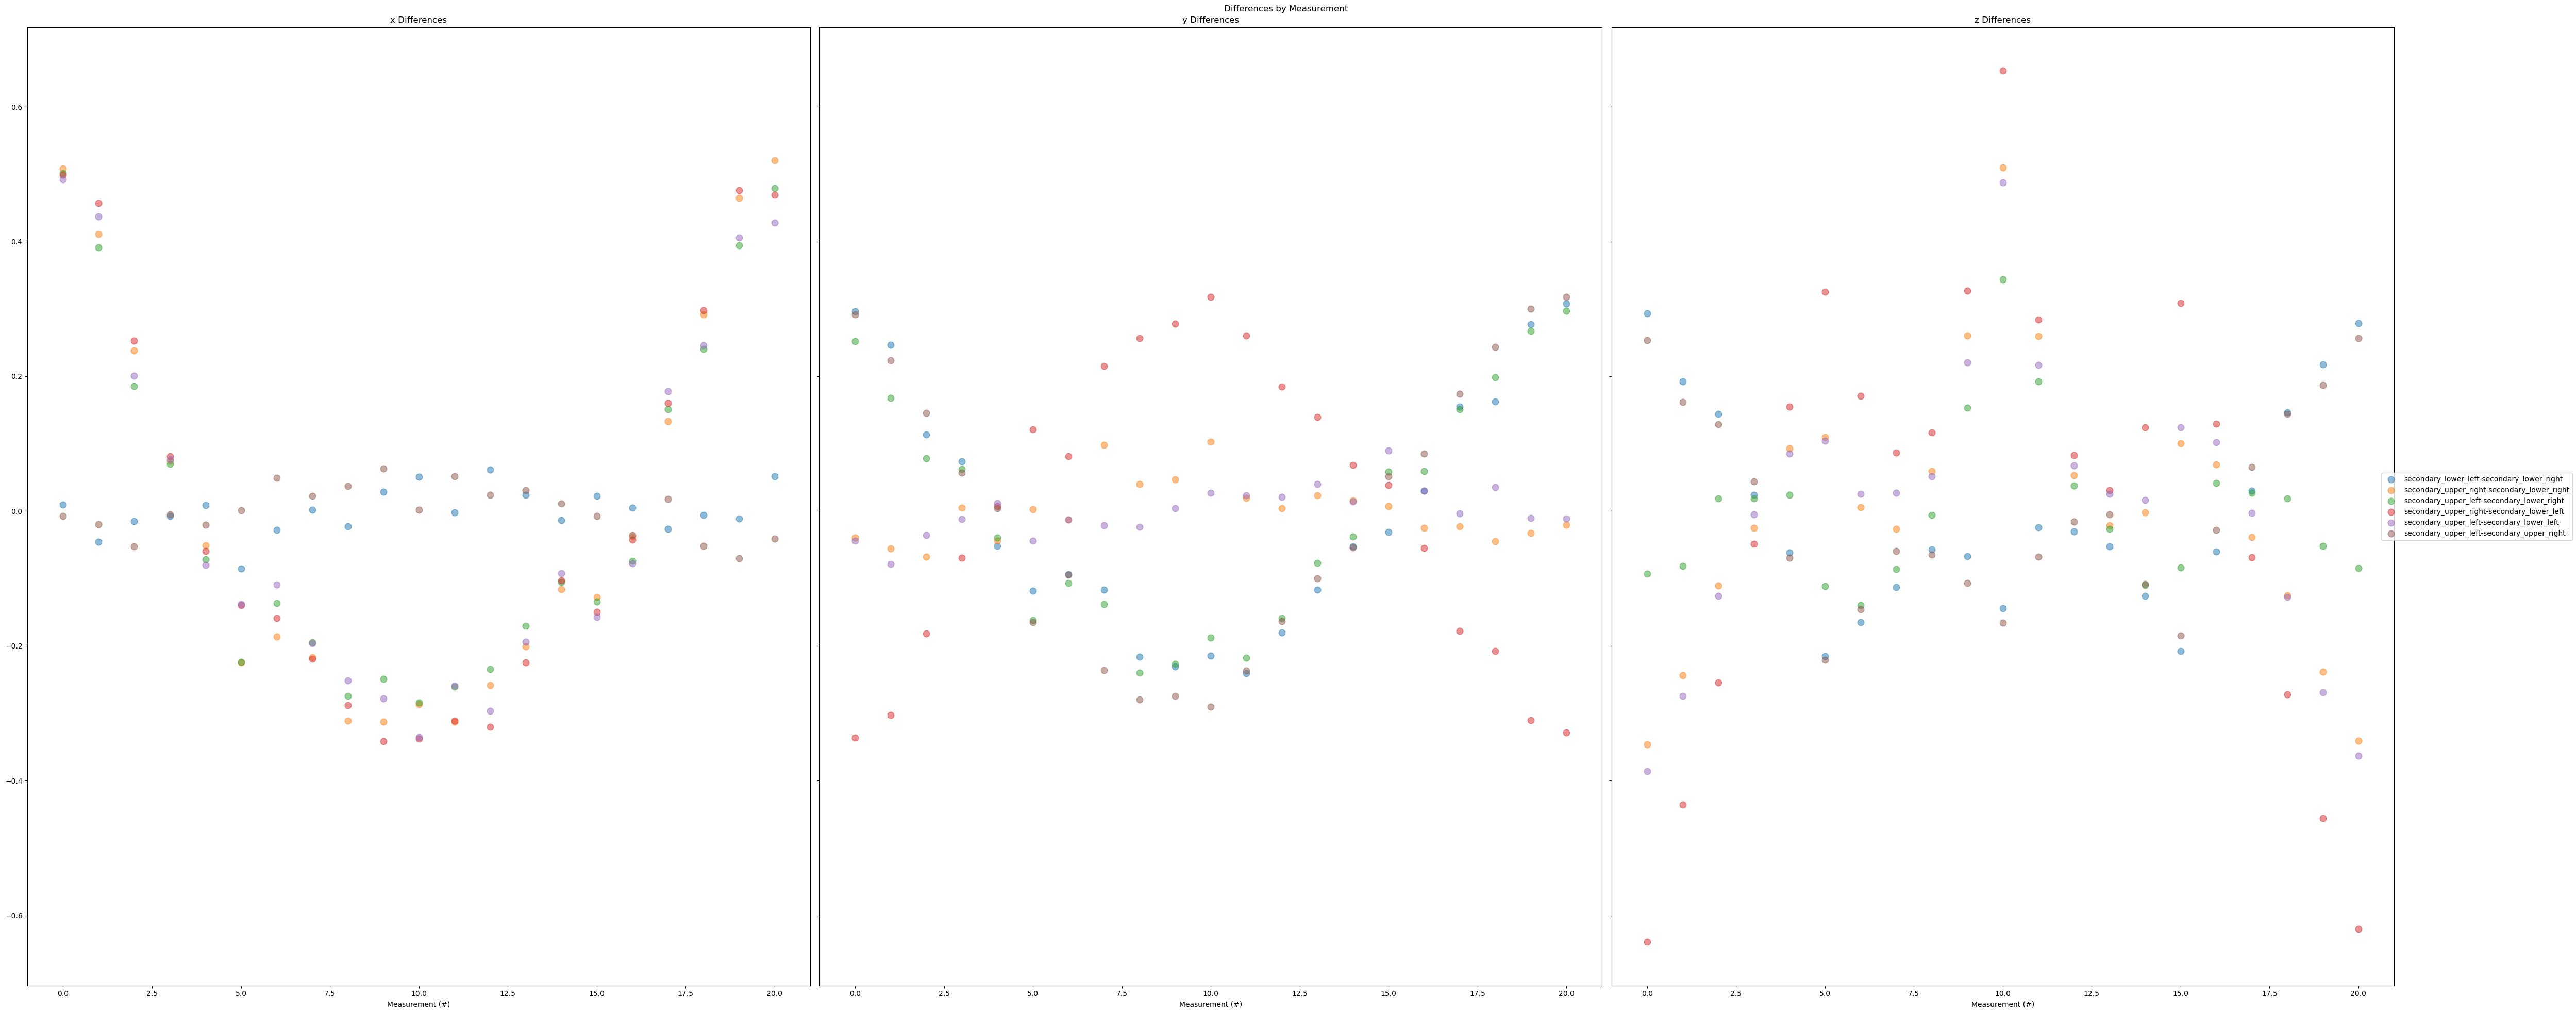 Differences by Measurement
x Differences
y Differences
z Differences
0.6
0.4
0.2
0.0
−0.2
−0.4
−0.6
0.0 2.5 5.0 7.5 10.0 12.5 15.0 17.5 20.0
Measurement (#)
0.0 2.5 5.0 7.5 10.0 12.5 15.0 17.5 20.0
Measurement (#)
0.0 2.5 5.0 7.5 10.0 12.5 15.0 17.5 20.0
Measurement (#)
secondary_lower_left-secondary_lower_right
secondary_upper_right-secondary_lower_right
secondary_upper_left-secondary_lower_right
secondary_upper_right-secondary_lower_left
secondary_upper_left-secondary_lower_left
secondary_upper_left-secondary_upper_right